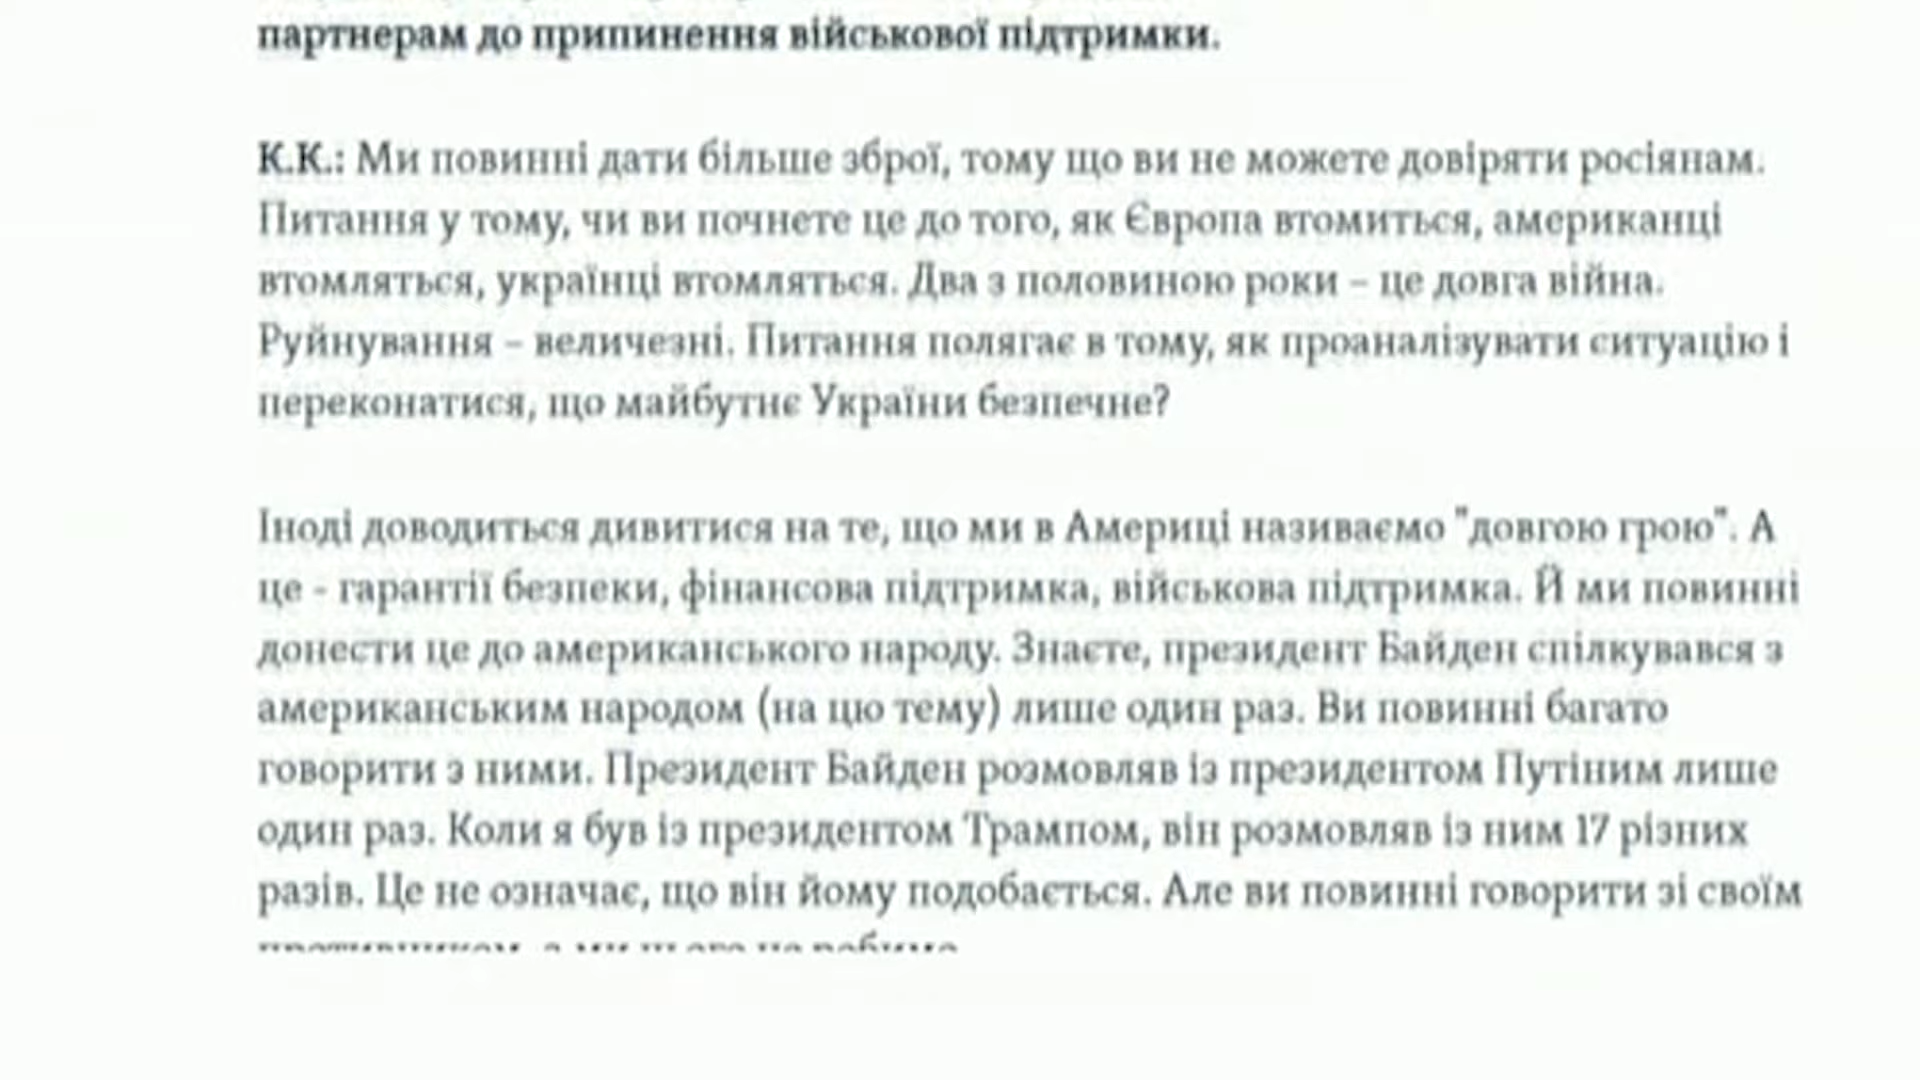 партнерам до припинення військової підтримки.
К.К.: Ми повинні дати більше зброї, тому що ви не можете довіряти росіянам.
Питання у тому, чи ви почнете це до того, як Європа втомиться, американці
втомляться, українці втомляться. Два з половиною роки – це довга війна.
Руйнування – величезні. Питання полягає в тому, як проаналізувати ситуацію і
переконатися, що майбутнє України безпечне?
Іноді доводиться дивитися на те, що ми в Америці називаємо "довгою грою". А
це - гарантії безпеки, фінансова підтримка, військова підтримка. Й ми повинні
донести це до американського народу. Знаєте, президент Байден спілкувався з
американським народом (на цю тему) лише один раз. Ви повинні багато
говорити з ними. Президент Байден розмовляв із президентом Путіним лише
один раз. Коли я був із президентом Трампом, він розмовляв із ним 17 різних
разів. Це не означає, що він йому подобається. Але ви повинні говорити зі своїм